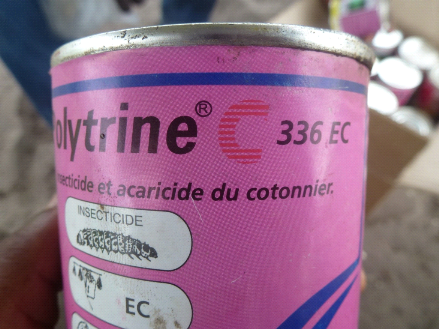 olytrine® C 336 EC
nsecticide et acaricide du cotonnier.
INSECTICIDE
EC